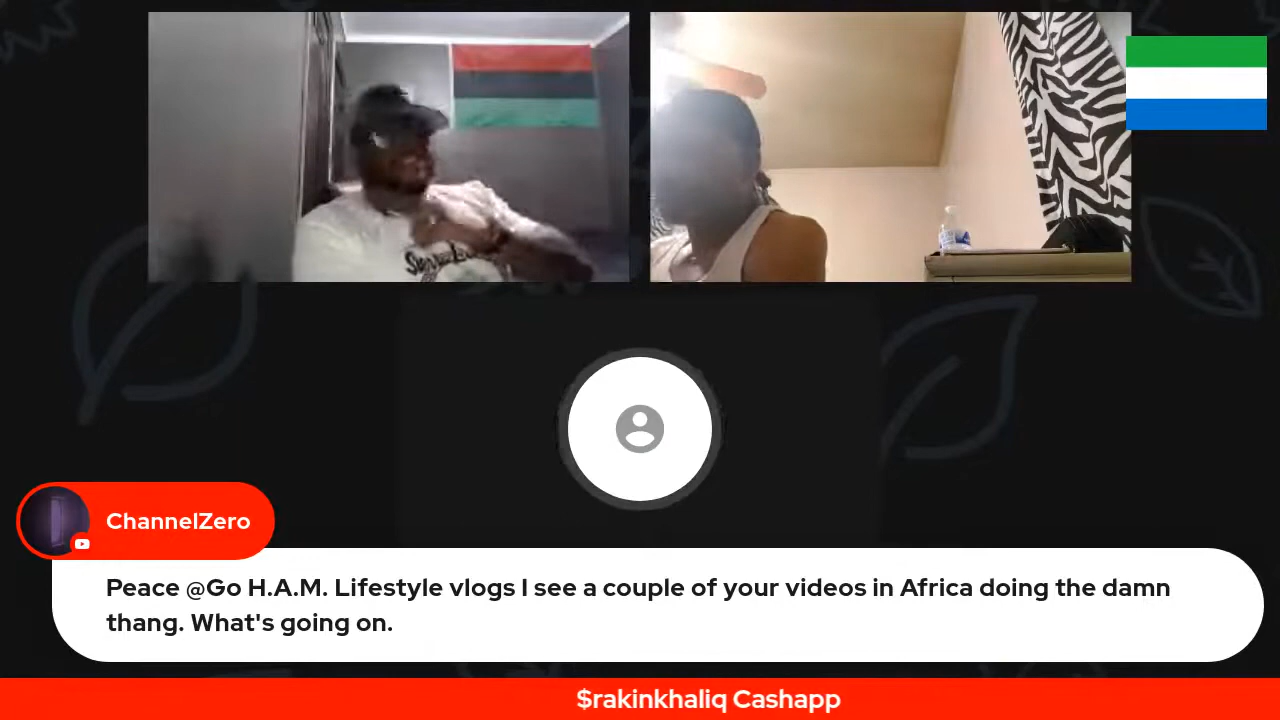 ChannelZero
Peace @Go H.A.M. Lifestyle vlogs I see a couple of your videos in Africa doing the damn
thang. What's going on.
$rakinkhaliq Cashapp